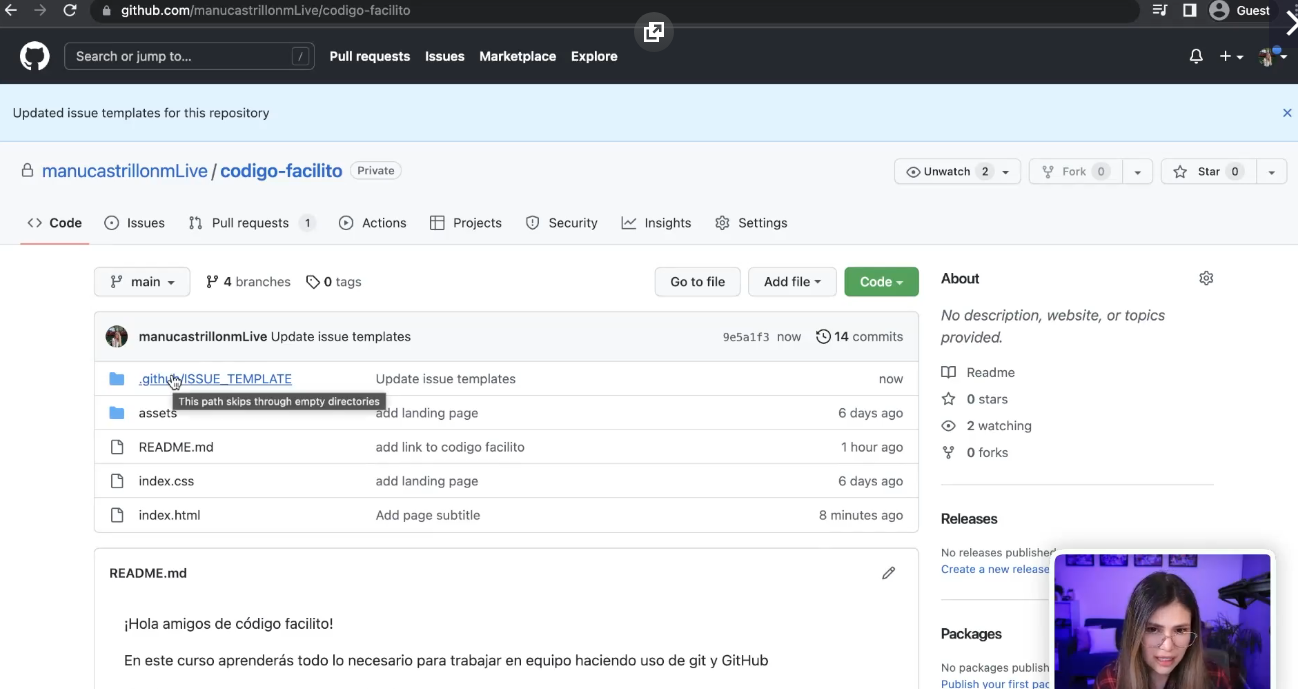 github.com/manucastrillonmLive/codigo-facilito
Guest
Search or jump to...
/
Pull requests
Issues
Marketplace
Explore
Updated issue templates for this repository
manucastrillonmLive / codigo-facilito
Private
Unwatch 2
Fork 0
Star 0
Code
Issues
Pull requests 1
Actions
Projects
Security
Insights
Settings
main
4 branches
0 tags
Go to file
Add file
Code
About
No description, website, or topics
provided.
manucastrillonmLive Update issue templates
9e5a1f3 now
14 commits
.github/ISSUE_TEMPLATE
Update issue templates
now
This path skips through empty directories
assets
add landing page
6 days ago
README.md
add link to codigo facilito
1 hour ago
index.css
add landing page
6 days ago
index.html
Add page subtitle
8 minutes ago
Readme
0 stars
2 watching
0 forks
Releases
No releases published
Create a new release
README.md
¡Hola amigos de código facilito!
En este curso aprenderás todo lo necesario para trabajar en equipo haciendo uso de git y GitHub
Packages
No packages publish
Publish your first pac